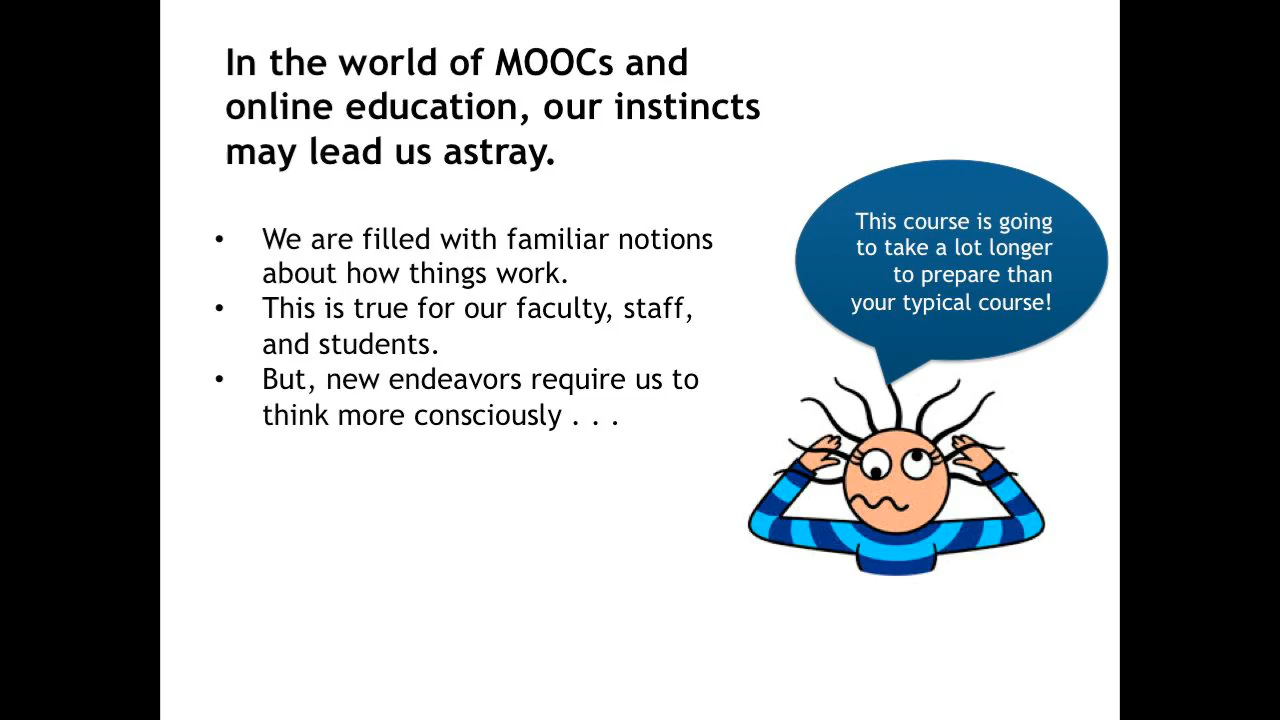 In the world of MOOCs and
online education, our instincts
may lead us astray.
• We are filled with familiar notions
about how things work.
• This is true for our faculty, staff,
and students.
• But, new endeavors require us to
think more consciously . . .
This course is going
to take a lot longer
to prepare than
your typical course!